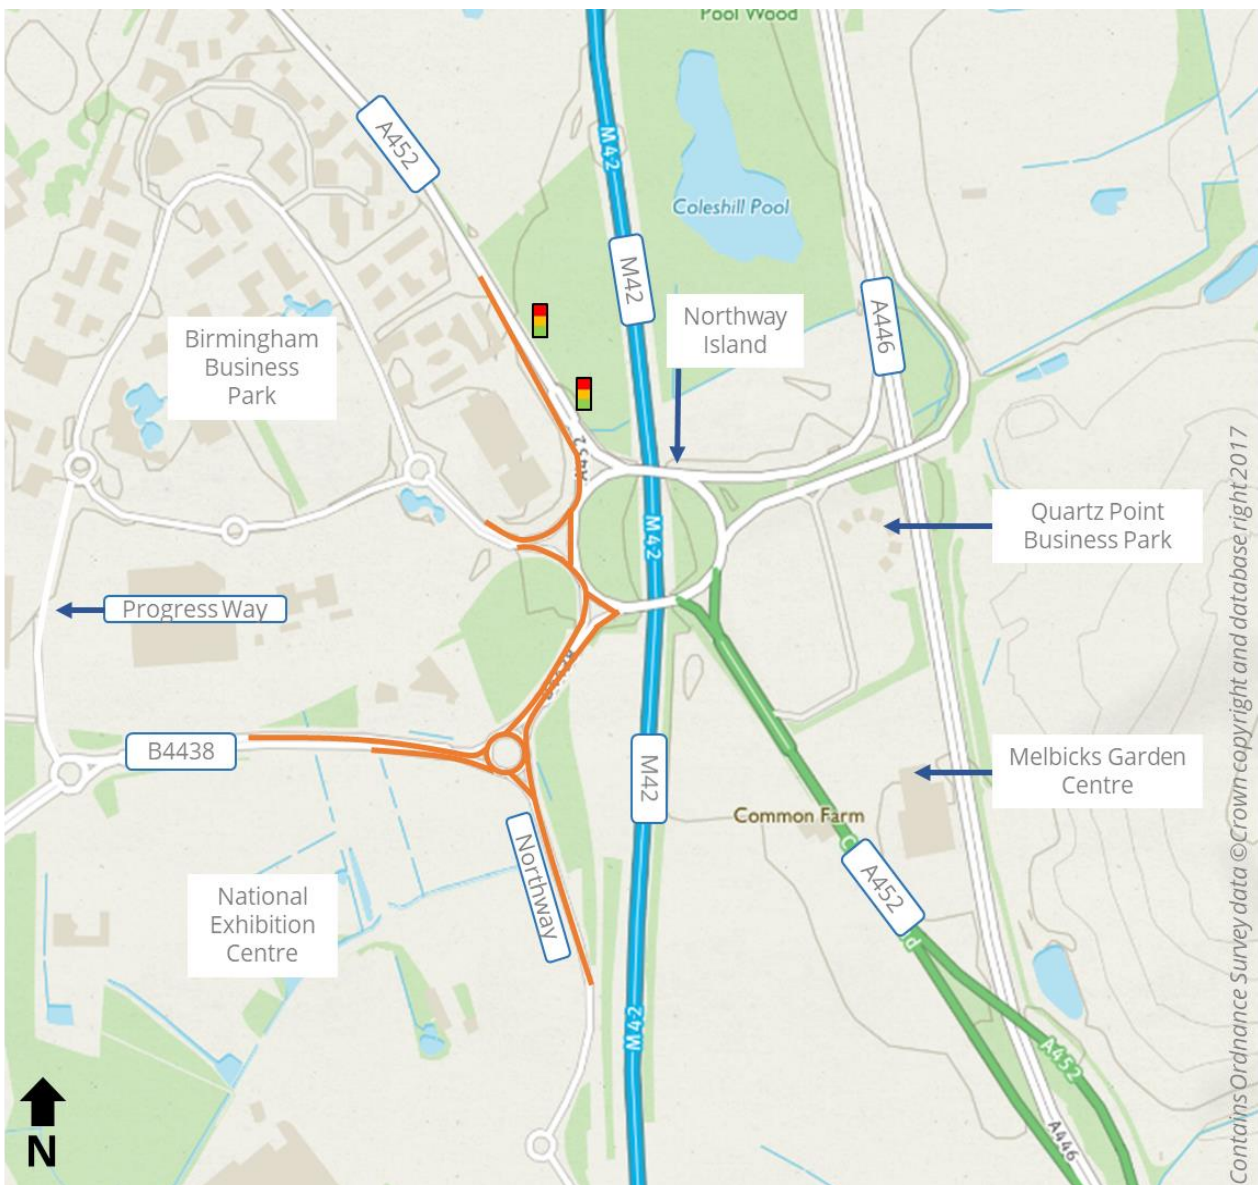 Pool Wood
A452
M42
Coleshill Pool
M42
Northway
Island
A446
Birmingham
Business
Park
A452
M42
Quartz Point
Business Park
Progress Way
B4438
M42
Melbicks Garden
Centre
Common Farm
Northway
A452
National
Exhibition
Centre
M42
A452
A446
N
Contains Ordnance Survey data © Crown copyright and database right 2017